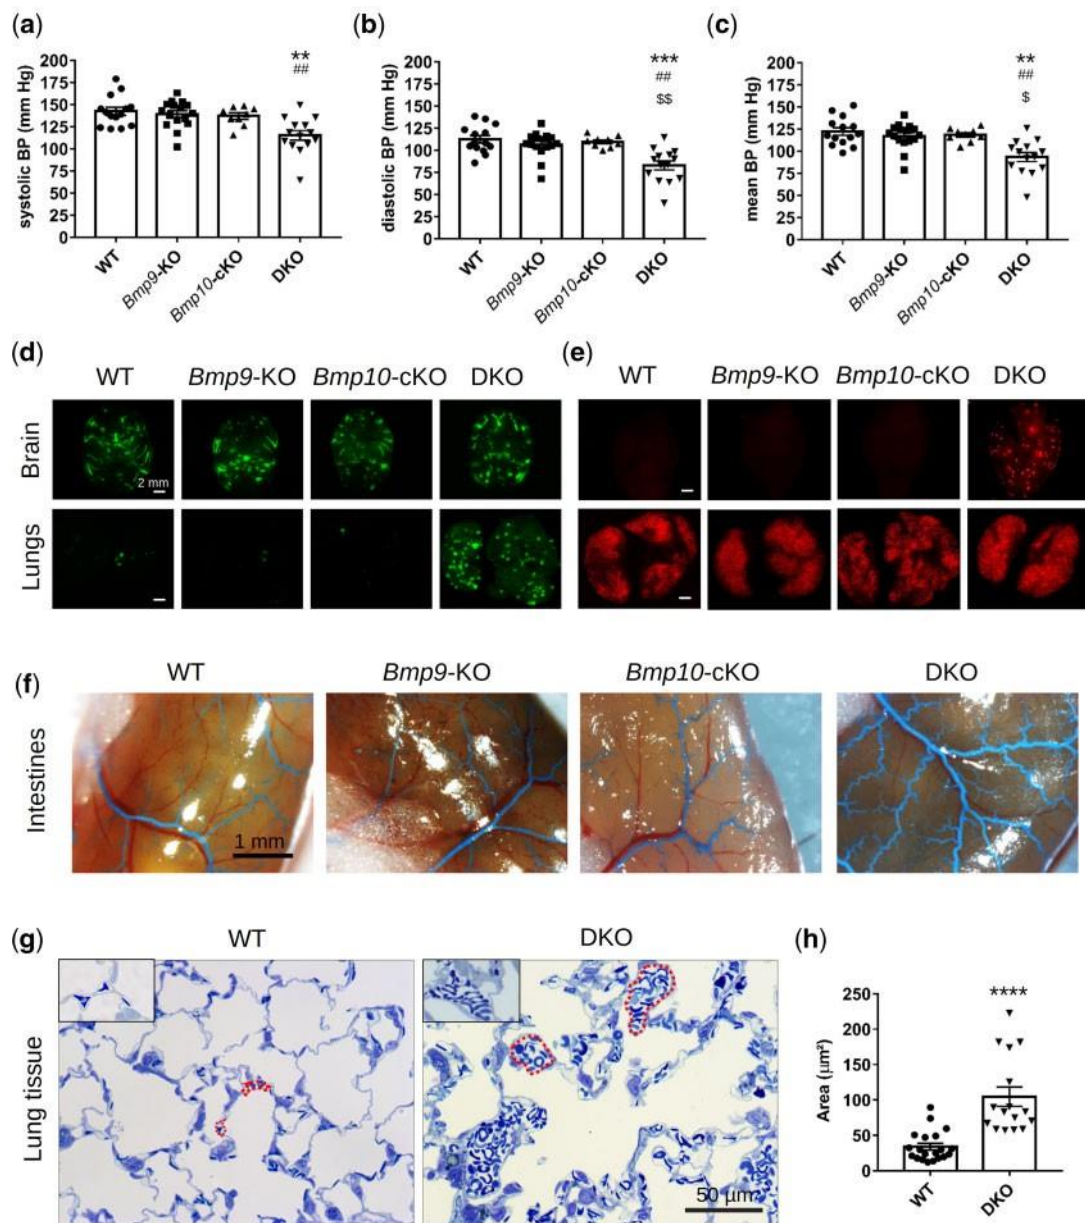 (a)
systolic BP (mm Hg)
200
175
150
125
100
75
50
25
0
**
##
WT
Bmp9-KO
Bmp10-cKO
DKO
(b)
diastolic BP (mm Hg)
200
175
150
125
100
75
50
25
0
***
##
$$
WT
Bmp9-KO
Bmp10-cKO
DKO
(c)
mean BP (mm Hg)
200
175
150
125
100
75
50
25
0
**
##
$
WT
Bmp9-KO
Bmp10-cKO
DKO
(d)
WT Bmp9-KO Bmp10-cKO DKO
Brain
2 mm
Lungs
(e)
WT Bmp9-KO Bmp10-cKO DKO
(f)
WT Bmp9-KO Bmp10-cKO DKO
Intestines
1 mm
(g)
WT DKO
Lung tissue
50 µm
(h)
Area (µm²)
250
200
150
100
50
0
****
WT
DKO